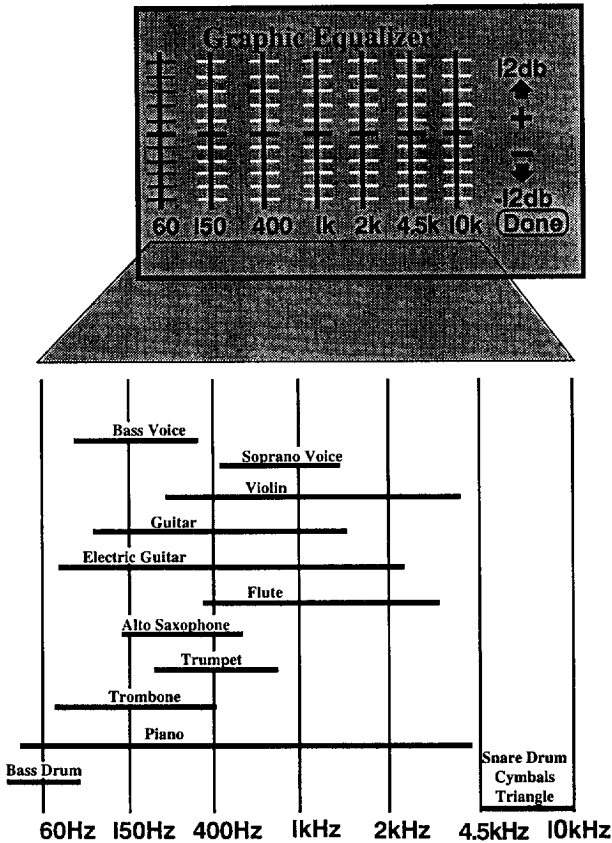 Graphic Equalizer
12db
+
-
-12db
60 150 400 1k 2k 4.5k 10k
Done
Bass Voice
Soprano Voice
Violin
Guitar
Electric Guitar
Flute
Alto Saxophone
Trumpet
Trombone
Piano
Bass Drum
Snare Drum
Cymbals
Triangle
60Hz 150Hz 400Hz 1kHz 2kHz 4.5kHz 10kHz